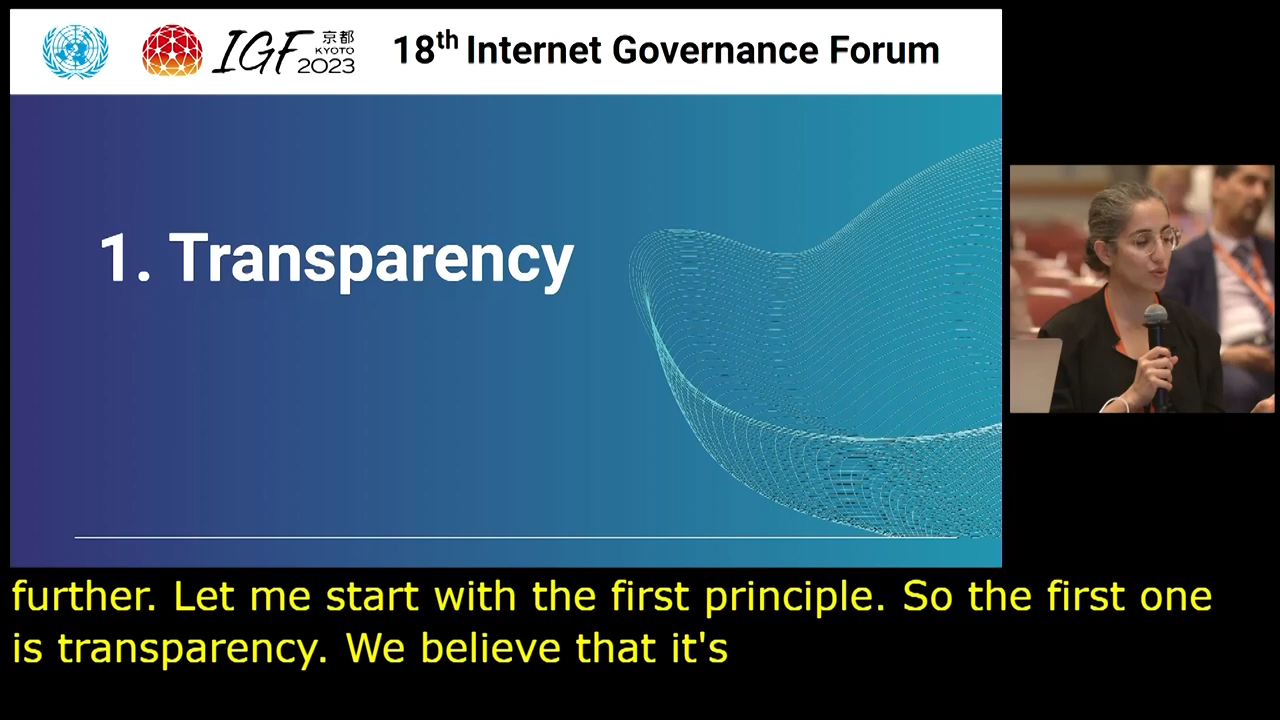 IGF
京都
KYOTO
2023
18th Internet Governance Forum
1. Transparency
further. Let me start with the first principle. So the first one
is transparency. We believe that it's